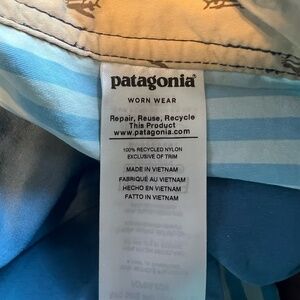 patagonia®
WORN WEAR
Repair, Reuse, Recycle
This Product
www.patagonia.com
100% RECYCLED NYLON
EXCLUSIVE OF TRIM
MADE IN VIETNAM
FABRIQUÉ AU VIETNAM
HECHO EN VIETNAM
FATTO IN VIETNAM